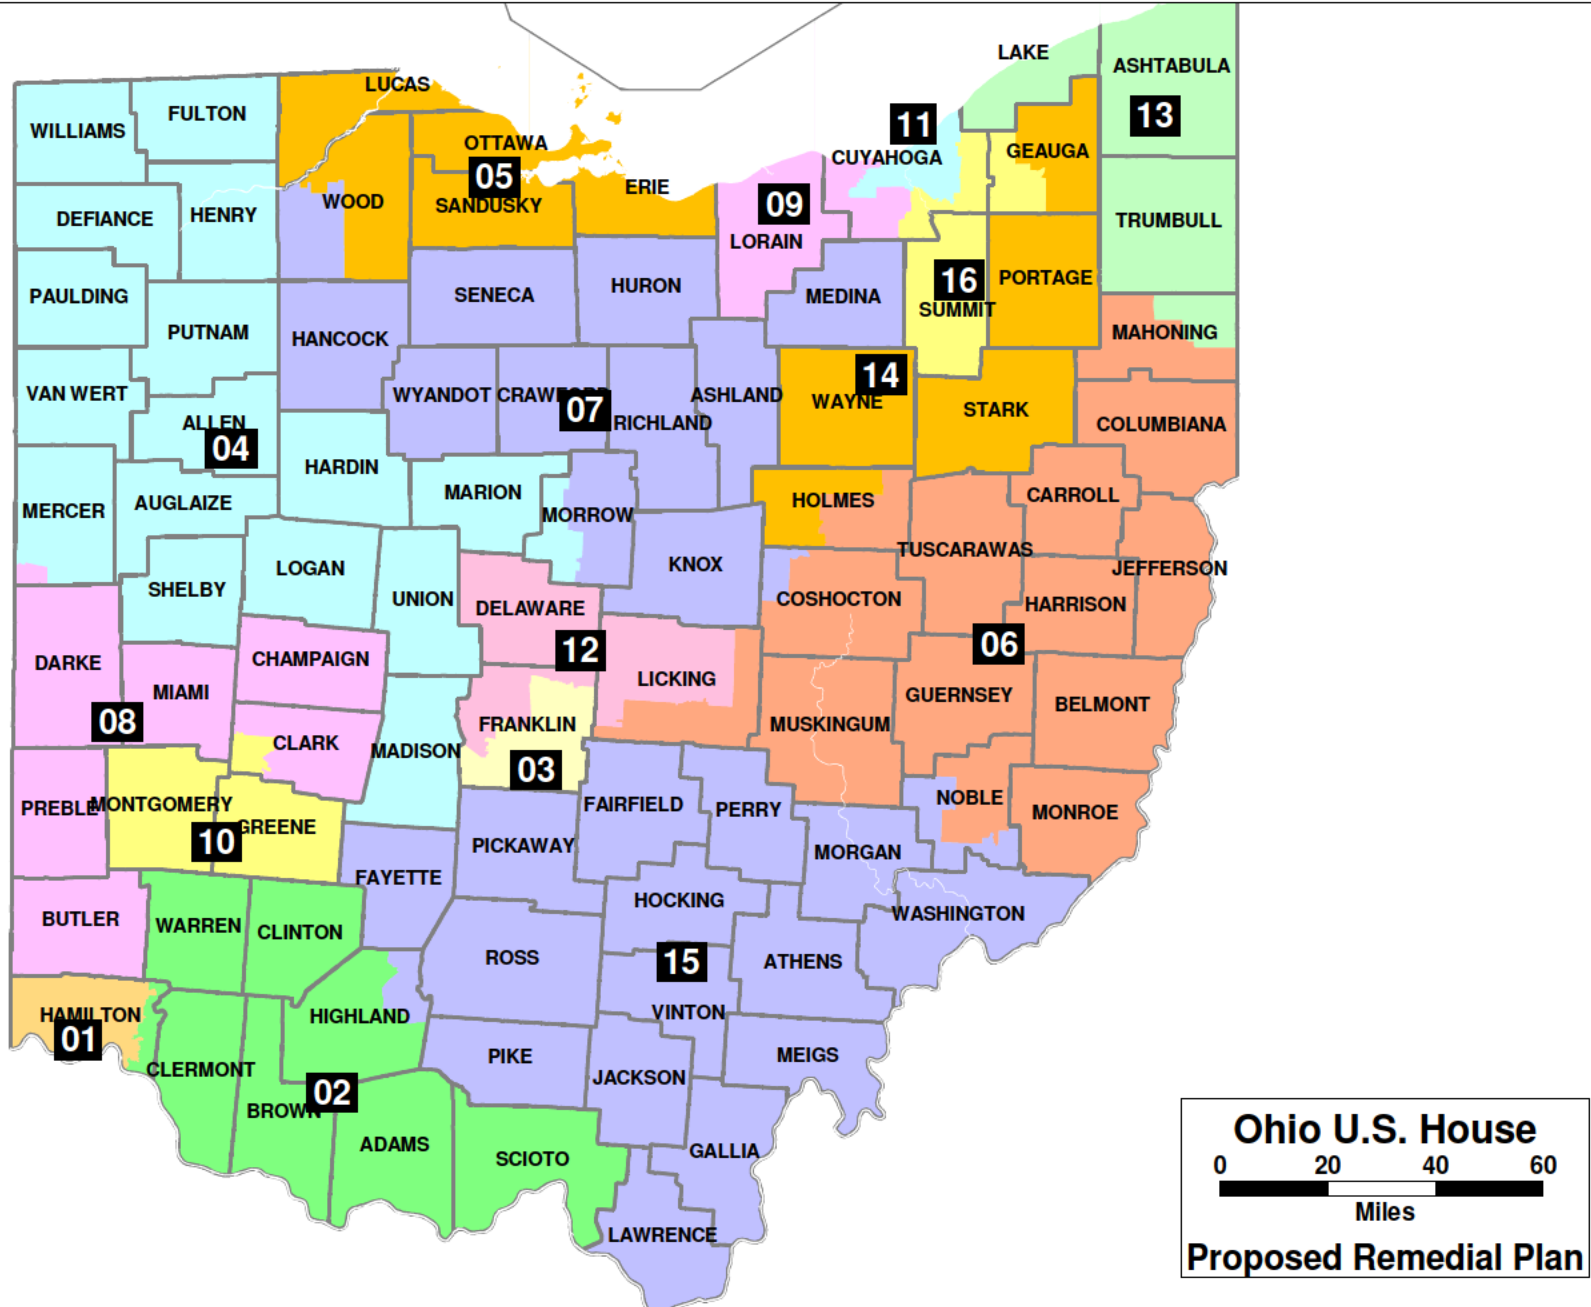 LAKE
ASHTABULA
LUCAS
FULTON
WILLIAMS
13
11
OTTAWA
CUYAHOGA
GEAUGA
05
ERIE
WOOD
SANDUSKY
09
DEFIANCE
HENRY
TRUMBULL
LORAIN
PAULDING
SENECA
HURON
MEDINA
16
PORTAGE
SUMMIT
PUTNAM
HANCOCK
MAHONING
VAN WERT
WYANDOT
CRAWFORD
07
ASHLAND
14
WAYNE
STARK
ALLEN
RICHLAND
COLUMBIANA
04
HARDIN
MERCER
AUGLAIZE
MARION
MORROW
HOLMES
CARROLL
TUSCARAWAS
LOGAN
KNOX
JEFFERSON
SHELBY
UNION
DELAWARE
COSHOCTON
HARRISON
12
06
DARKE
CHAMPAIGN
MIAMI
LICKING
GUERNSEY
BELMONT
08
CLARK
FRANKLIN
MUSKINGUM
MADISON
03
PREBLE
MONTGOMERY
FAIRFIELD
PERRY
NOBLE
MONROE
10
GREENE
PICKAWAY
MORGAN
FAYETTE
BUTLER
WARREN
CLINTON
HOCKING
WASHINGTON
ROSS
15
ATHENS
HAMILTON
01
HIGHLAND
VINTON
CLERMONT
PIKE
JACKSON
MEIGS
02
BROWN
ADAMS
SCIOTO
GALLIA
LAWRENCE
Ohio U.S. House
0 20 40 60
Miles
Proposed Remedial Plan